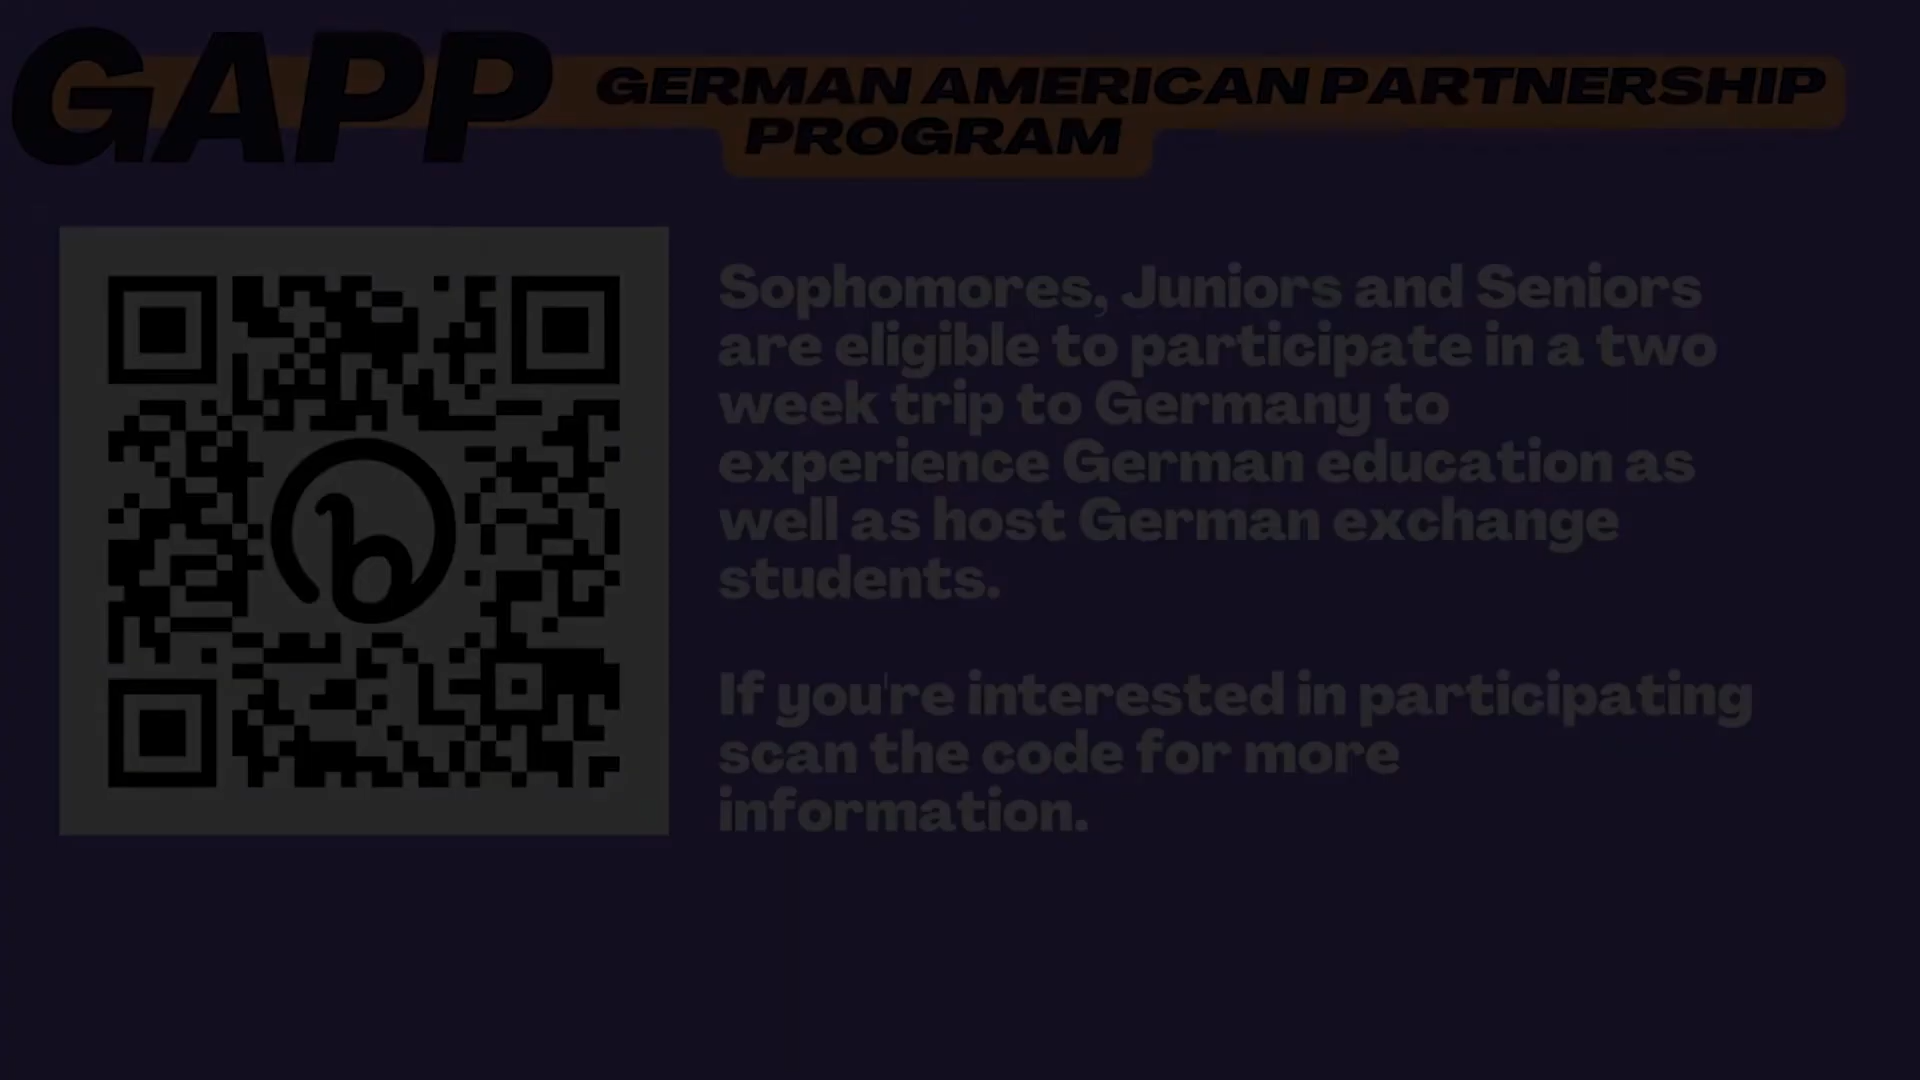 GAPP GERMAN AMERICAN PARTNERSHIP
PROGRAM
Sophomores, Juniors and Seniors
are eligible to participate in a two
week trip to Germany to
experience German education as
well as host German exchange
students.
If you're interested in participating
scan the code for more
information.
b